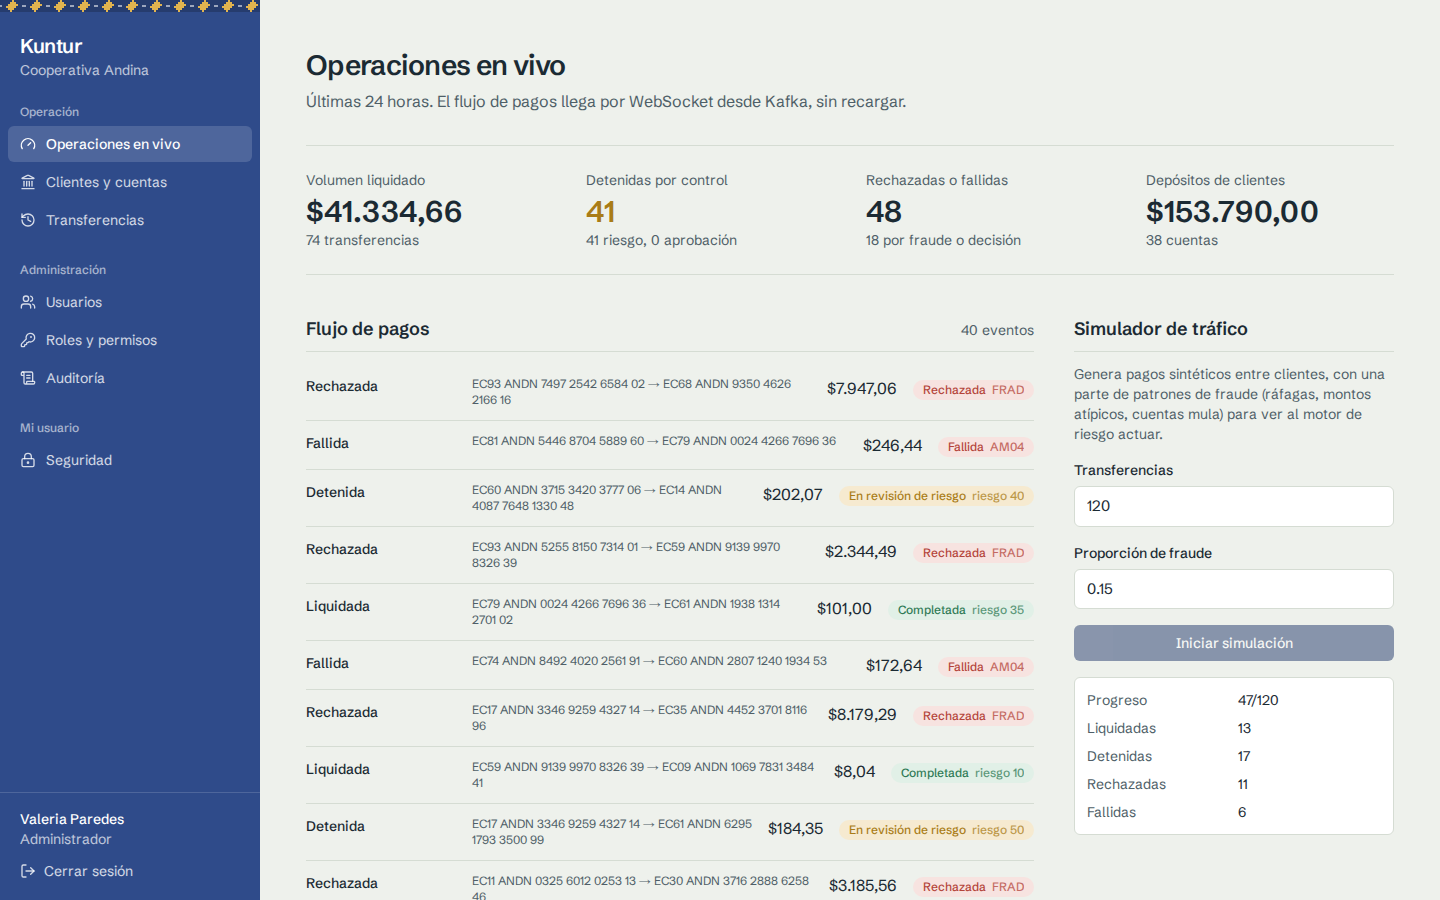 Kuntur
Cooperativa Andina
Operación
Operaciones en vivo
Clientes y cuentas
Transferencias
Administración
Usuarios
Roles y permisos
Auditoría
Mi usuario
Seguridad
Valeria Paredes
Administrador
Cerrar sesión
Operaciones en vivo
Últimas 24 horas. El flujo de pagos llega por WebSocket desde Kafka, sin recargar.
Volumen liquidado
$41.334,66
74 transferencias
Detenidas por control
41
41 riesgo, 0 aprobación
Rechazadas o fallidas
48
18 por fraude o decisión
Depósitos de clientes
$153.790,00
38 cuentas
Flujo de pagos 40 eventos
Rechazada EC93 ANDN 7497 2542 6584 02 → EC68 ANDN 9350 4626 $7.947,06 Rechazada FRAD
2166 16
Fallida EC81 ANDN 5446 8704 5889 60 → EC79 ANDN 0024 4266 7696 36 $246,44 Fallida AM04
Detenida EC60 ANDN 3715 3420 3777 06 → EC14 ANDN $202,07 En revisión de riesgo riesgo 40
4087 7648 1330 48
Rechazada EC93 ANDN 5255 8150 7314 01 → EC59 ANDN 9139 9970 $2.344,49 Rechazada FRAD
8326 39
Liquidada EC79 ANDN 0024 4266 7696 36 → EC61 ANDN 1938 1314 $101,00 Completada riesgo 35
2701 02
Fallida EC74 ANDN 8492 4020 2561 91 → EC60 ANDN 2807 1240 1934 53 $172,64 Fallida AM04
Rechazada EC17 ANDN 3346 9259 4327 14 → EC35 ANDN 4452 3701 8116 $8.179,29 Rechazada FRAD
96
Liquidada EC59 ANDN 9139 9970 8326 39 → EC09 ANDN 1069 7831 3484 $8,04 Completada riesgo 10
41
Detenida EC17 ANDN 3346 9259 4327 14 → EC61 ANDN 6295 $184,35 En revisión de riesgo riesgo 50
1793 3500 99
Rechazada EC11 ANDN 0325 6012 0253 13 → EC30 ANDN 3716 2888 6258 $3.185,56 Rechazada FRAD
46
Simulador de tráfico
Genera pagos sintéticos entre clientes, con una
parte de patrones de fraude (ráfagas, montos
atípicos, cuentas mula) para ver al motor de
riesgo actuar.
Transferencias
120
Proporción de fraude
0.15
Iniciar simulación
Progreso 47/120
Liquidadas 13
Detenidas 17
Rechazadas 11
Fallidas 6